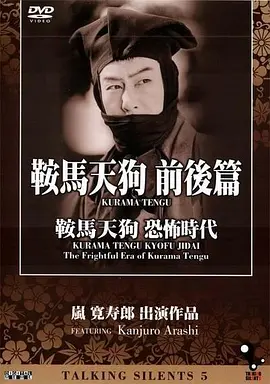 DVD
VIDEO
鞍馬天狗 前後篇
KURAMA TENGU
鞍馬天狗 恐怖時代
KURAMA TENGU KYOFU JIDAI
The Frightful Era of Kurama Tengu
嵐 寛寿郎 出演作品
FEATURING Kanjuro Arashi
TALKING SILENTS 5